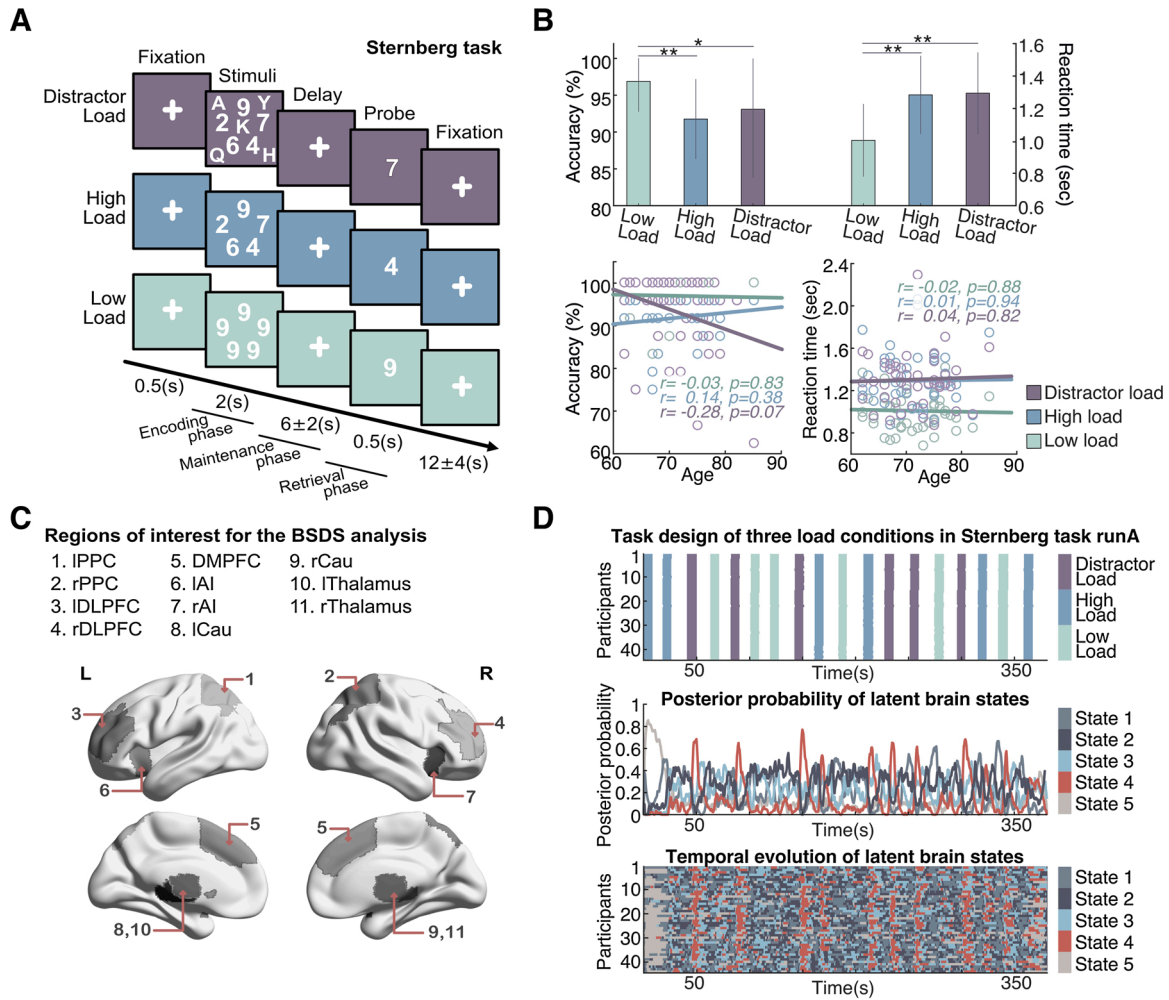 A
Sternberg task
Fixation
Stimuli
Delay
Probe
Fixation
Distractor
Load
A 9 Y
2 K 7
Q 6 4 H
7
High
Load
9
2 7
6 4
4
Low
Load
9
9 9
9 9
9
0.5(s)
2(s)
6±2(s)
0.5(s)
12±4(s)
Encoding
phase
Maintenance
phase
Retrieval
phase
B
Accuracy (%)
100
95
90
85
80
**
*
Low
Load
High
Load
Distractor
Load
**
**
Low
Load
High
Load
Distractor
Load
1.6
1.4
1.2
1.0
0.8
0.6
Reaction time (sec)
Accuracy (%)
100
90
80
70
60
r= -0.03, p=0.83
r= 0.14, p=0.38
r= -0.28, p=0.07
60 70 80 90
Age
Reaction time (sec)
2.4
2.0
1.6
1.2
0.8
r= -0.02, p=0.88
r= 0.01, p=0.94
r= 0.04, p=0.82
60 70 80 90
Age
Distractor load
High load
Low load
C
Regions of interest for the BSDS analysis
1. lPPC
2. rPPC
3. lDLPFC
4. rDLPFC
5. DMPFC
6. lAI
7. rAI
8. lCau
9. rCau
10. lThalamus
11. rThalamus
L
R
1
2
3
4
6
7
5
5
8,10
9,11
D
Task design of three load conditions in Sternberg task runA
Participants
1
10
20
30
40
50
Time(s)
350
Distractor
Load
High
Load
Low
Load
Posterior probability of latent brain states
Posterior probability
1
0.8
0.6
0.4
0.2
0
50
Time(s)
350
State 1
State 2
State 3
State 4
State 5
Temporal evolution of latent brain states
Participants
1
10
20
30
40
50
Time(s)
350
State 1
State 2
State 3
State 4
State 5